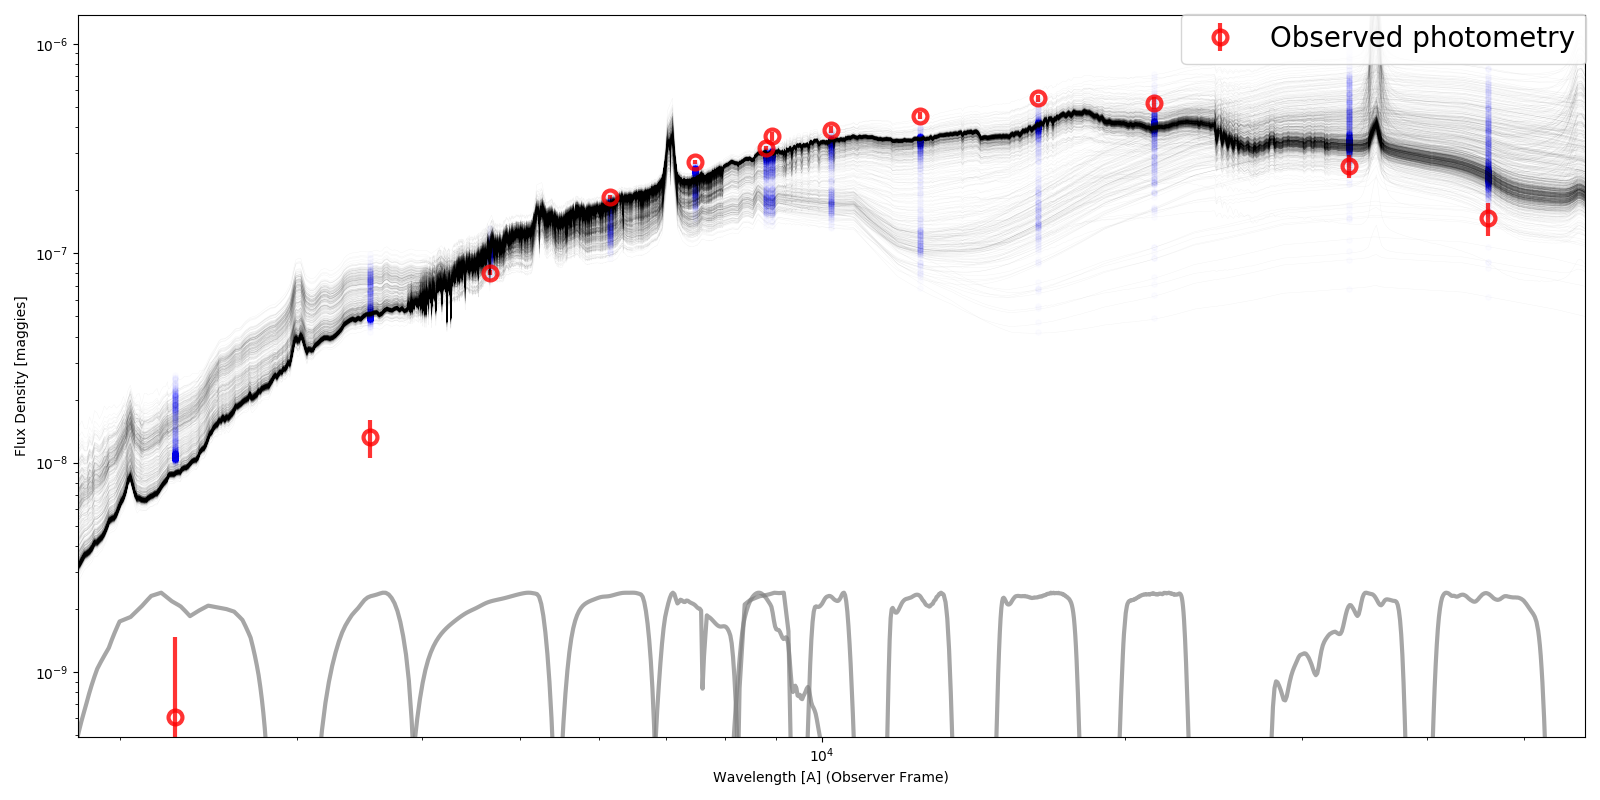 Observed photometry
10⁻⁶
10⁻⁷
10⁻⁸
10⁻⁹
Flux Density [maggies]
10⁴
Wavelength [A] (Observer Frame)